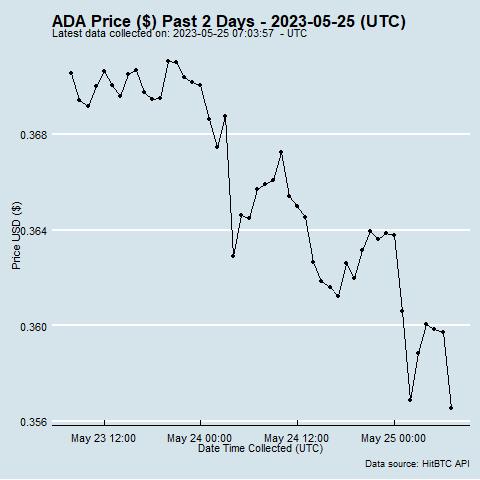 ADA Price ($) Past 2 Days - 2023-05-25 (UTC)
Latest data collected on: 2023-05-25 07:03:57 - UTC
Price USD ($)
0.368
0.364
0.360
0.356
May 23 12:00
May 24 00:00
May 24 12:00
May 25 00:00
Date Time Collected (UTC)
Data source: HitBTC API